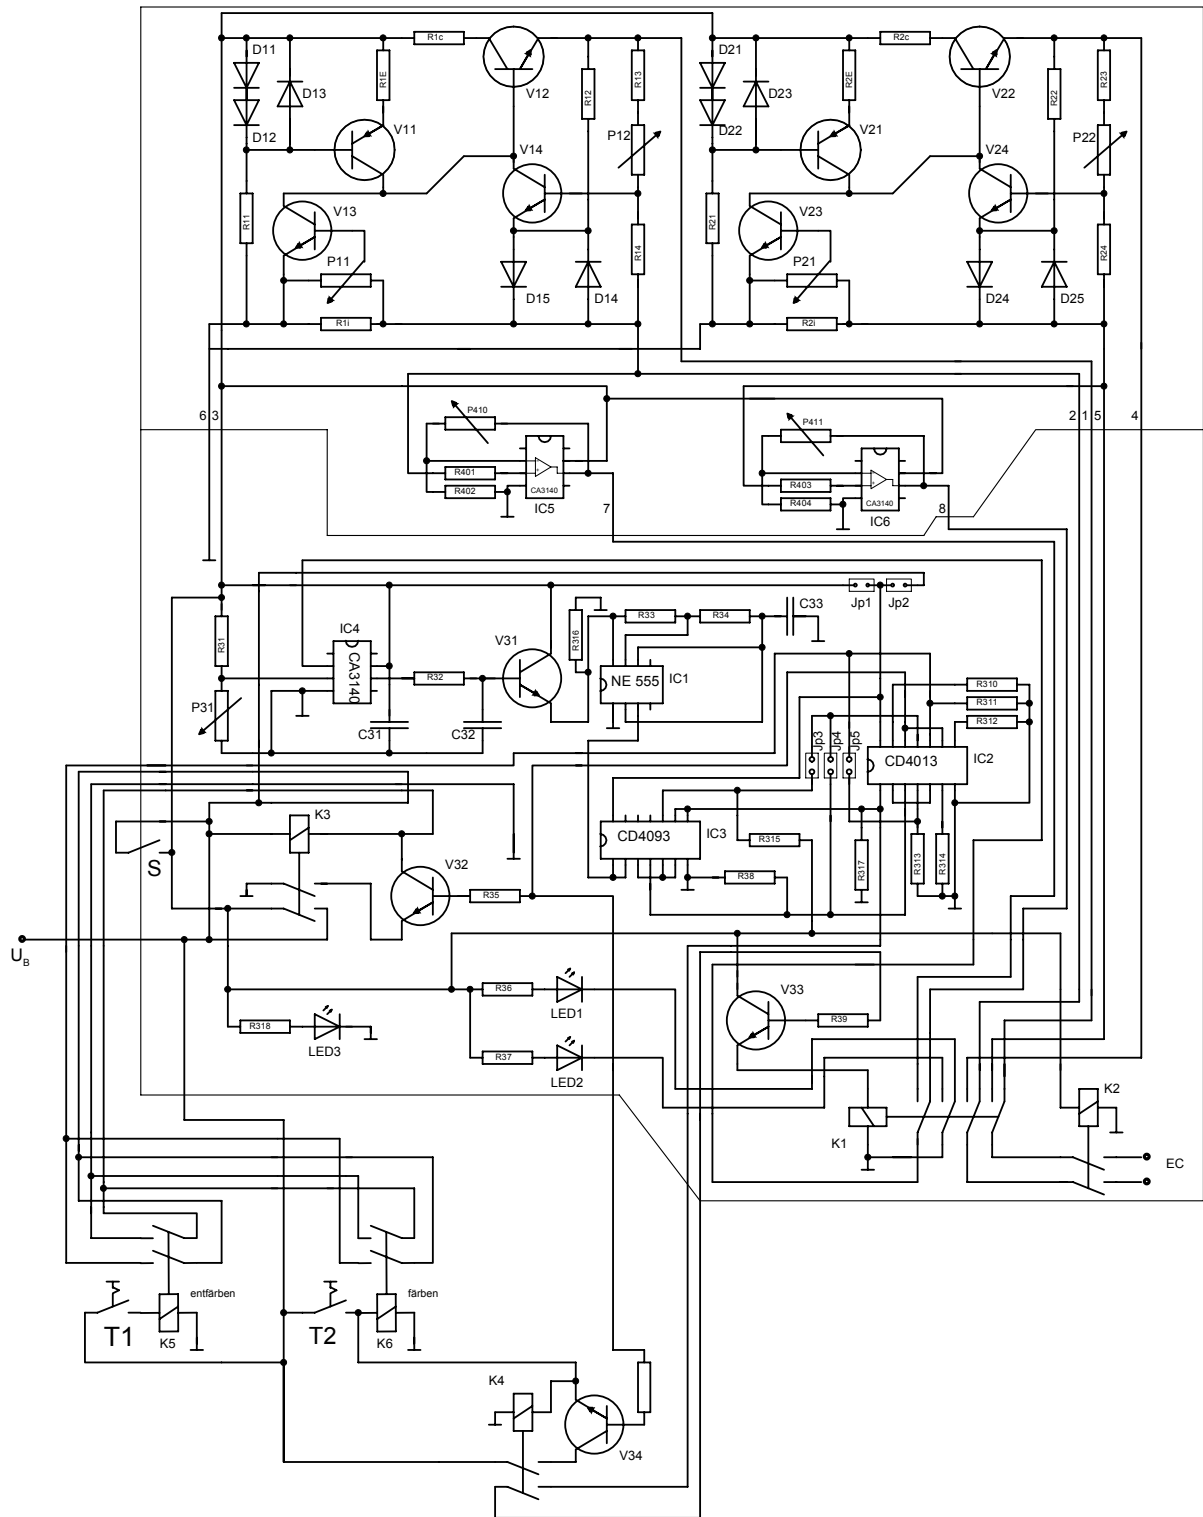 D11
R1c
D21
R2c
R1E
R12
R13
R2E
R22
R23
D13
V12
D23
V22
D12
V11
V14
P12
D22
V21
V24
P22
R11
V13
R14
R21
V23
R24
P11
D15
D14
P21
D24
D25
R1i
R2i
6
3
P410
P411
2
1
5
4
R401
R402
CA3140
IC5
7
R403
R404
CA3140
IC6
8
R31
IC4
CA3140
V31
R316
R33
R34
C33
Jp1
Jp2
R32
NE 555
IC1
R310
R311
R312
P31
C31
C32
Jp3
Jp4
Jp5
CD4013
IC2
K3
S
V32
CD4093
IC3
R315
R317
R313
R314
R35
R38
UB
R36
LED1
V33
R39
R318
LED3
R37
LED2
K1
K2
EC
entfärben
färben
T1
K5
T2
K6
K4
V34